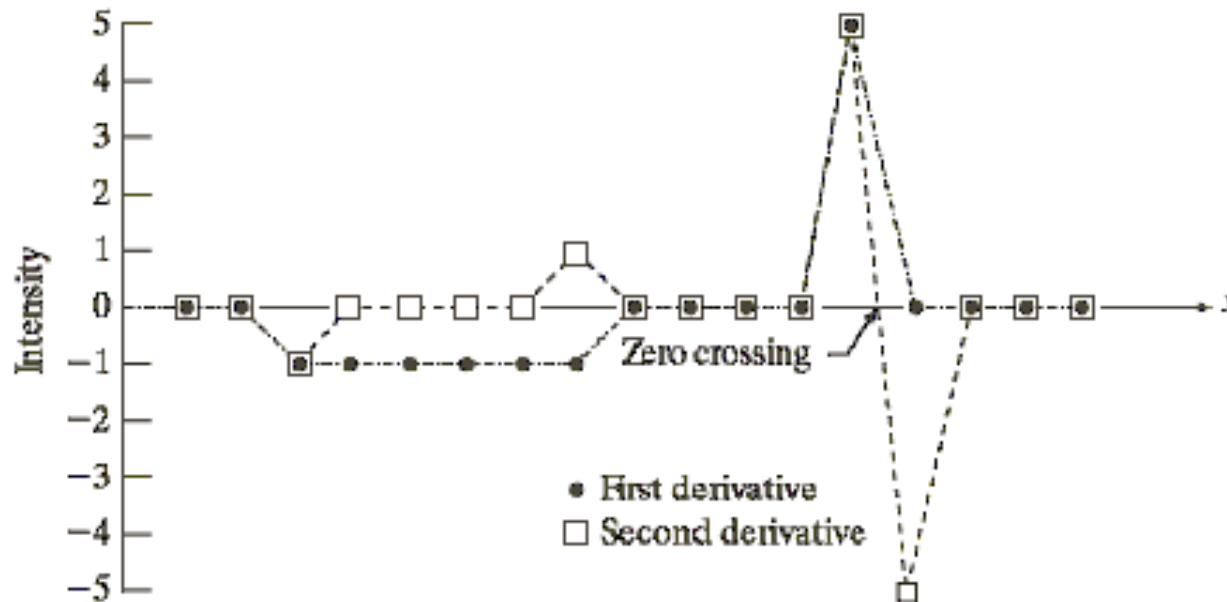 5
4
3
2
1
0
−1
−2
−3
−4
−5
Intensity
Zero crossing
First derivative
Second derivative